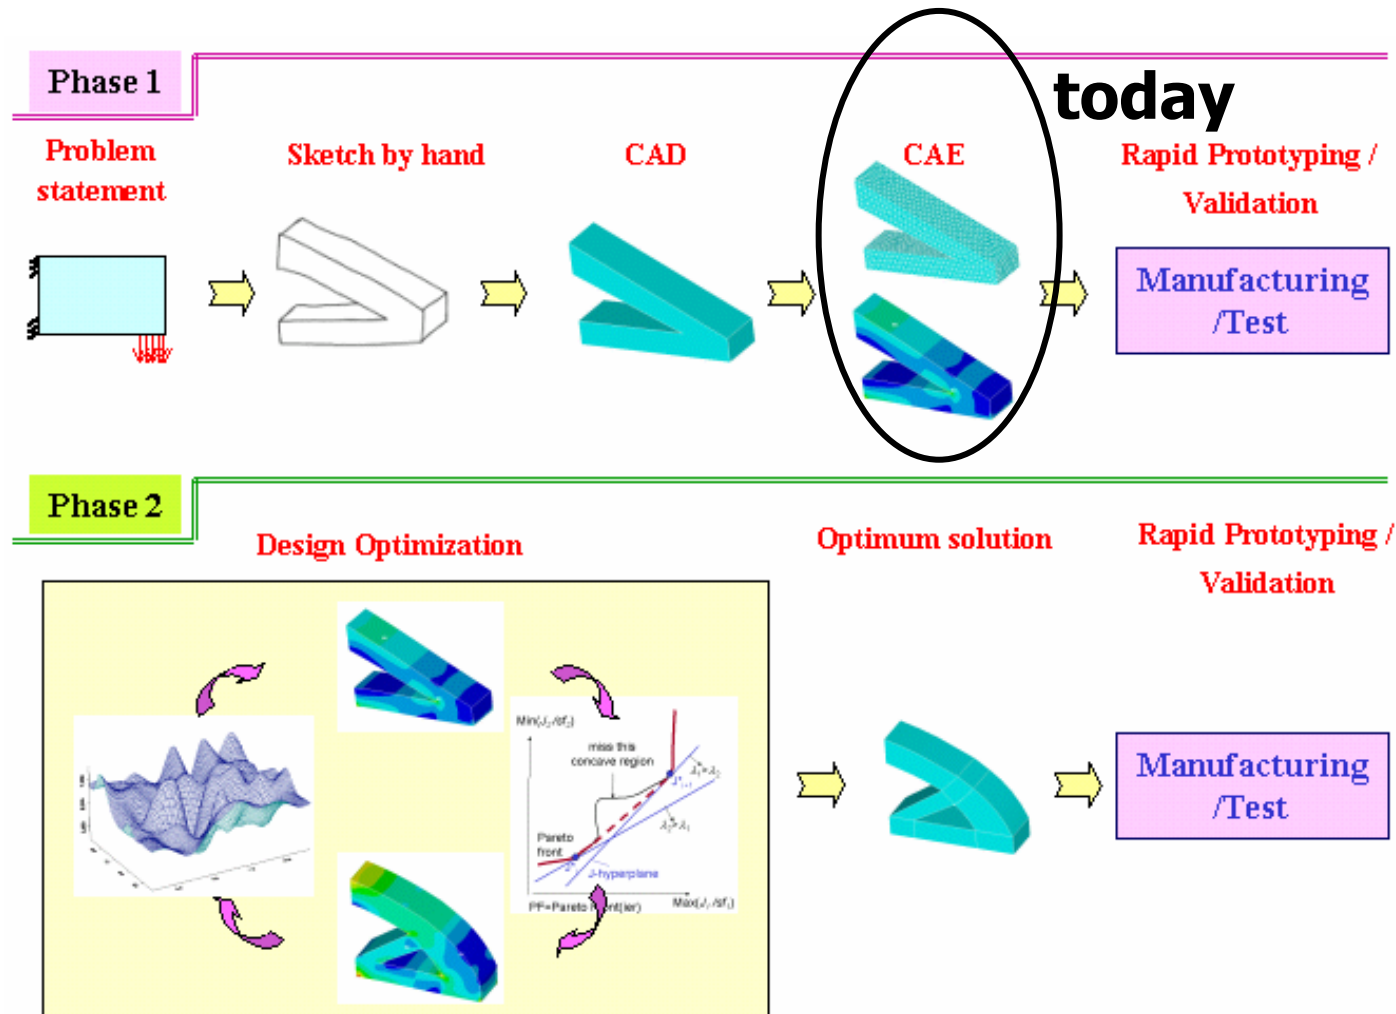 Phase 1
today
Problem
statement
Sketch by hand
CAD
CAE
Rapid Prototyping /
Validation
Manufacturing
/Test
Phase 2
Design Optimization
Optimum solution
Rapid Prototyping /
Validation
miss this
concave region
Pareto
front
J-hyperplane
Manufacturing
/Test